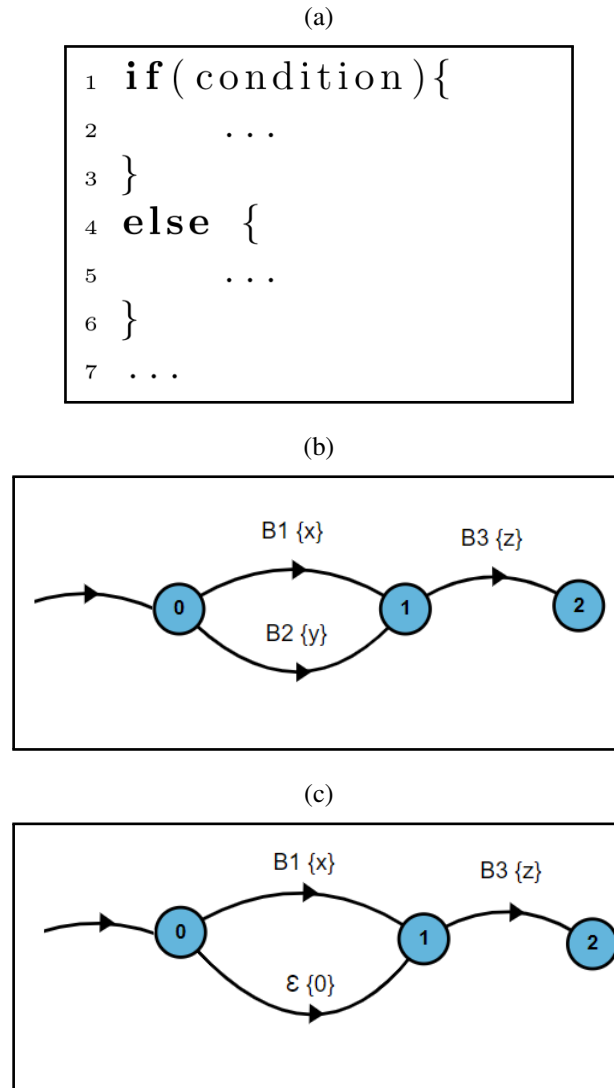 (a)
1 if(condition){
2 ...
3 }
4 else {
5 ...
6 }
7 ...
(b)
B1 {x}
B3 {z}
0
1
2
B2 {y}
(c)
B1 {x}
B3 {z}
0
1
2
ε {0}